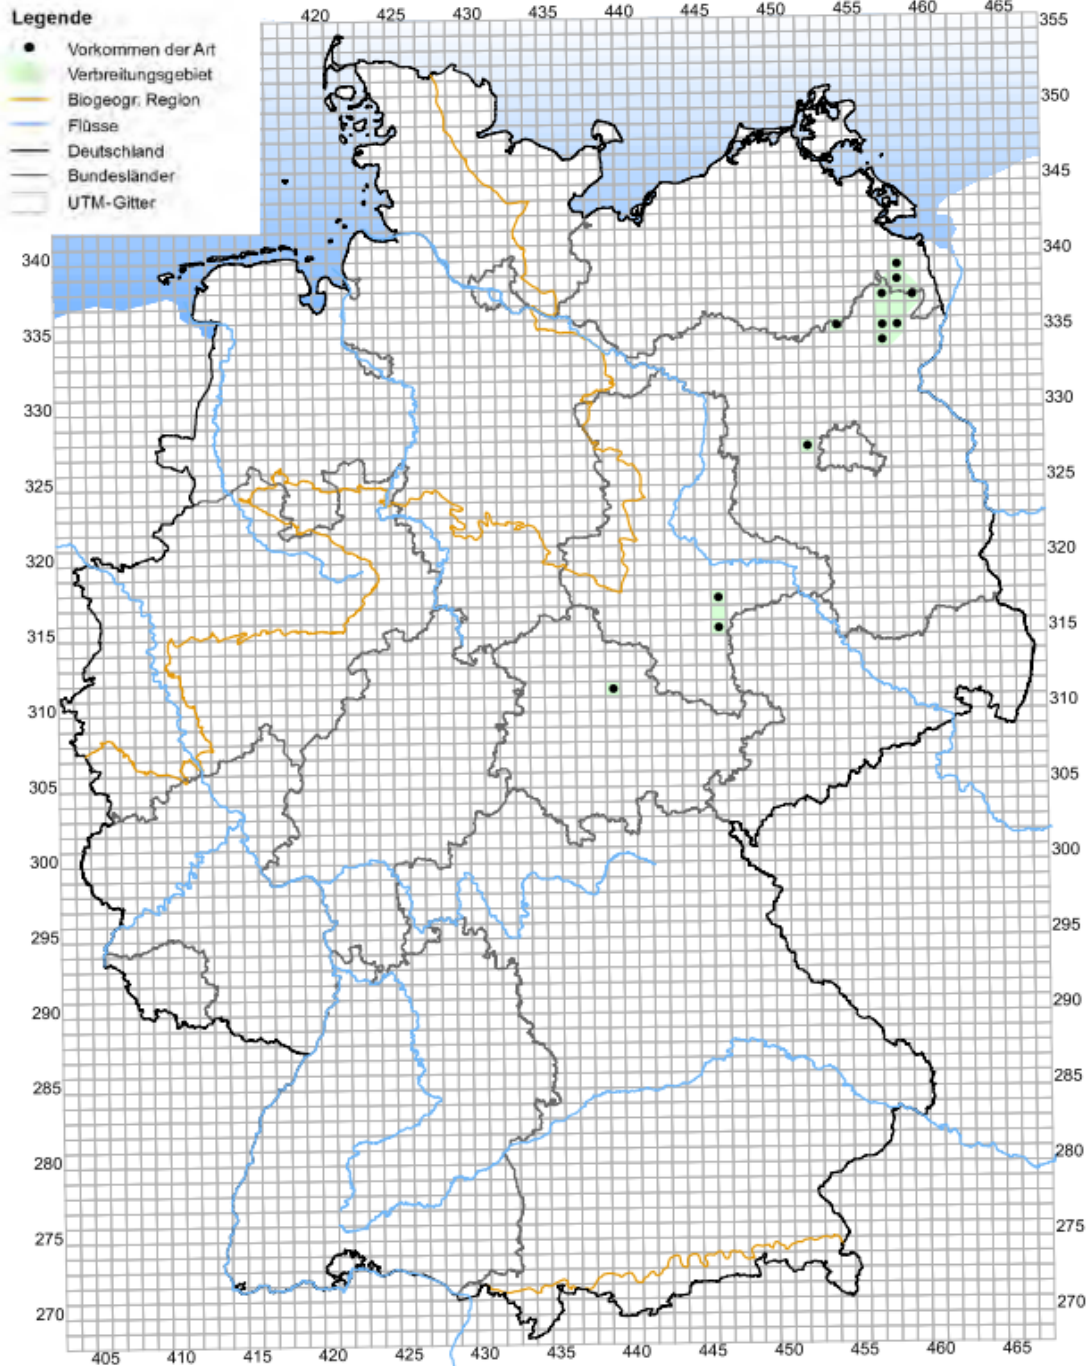 Legende
Vorkommen der Art
Verbreitungsgebiet
Biogeogr. Region
Flüsse
Deutschland
Bundesländer
UTM-Gitter
420 425 430 435 440 445 450 455 460 465
355
350
345
340 340
335 335
330 330
325 325
320 320
315 315
310 310
305 305
300 300
295 295
290 290
285 285
280 280
275 275
270 270
405 410 415 420 425 430 435 440 445 450 455 460 465